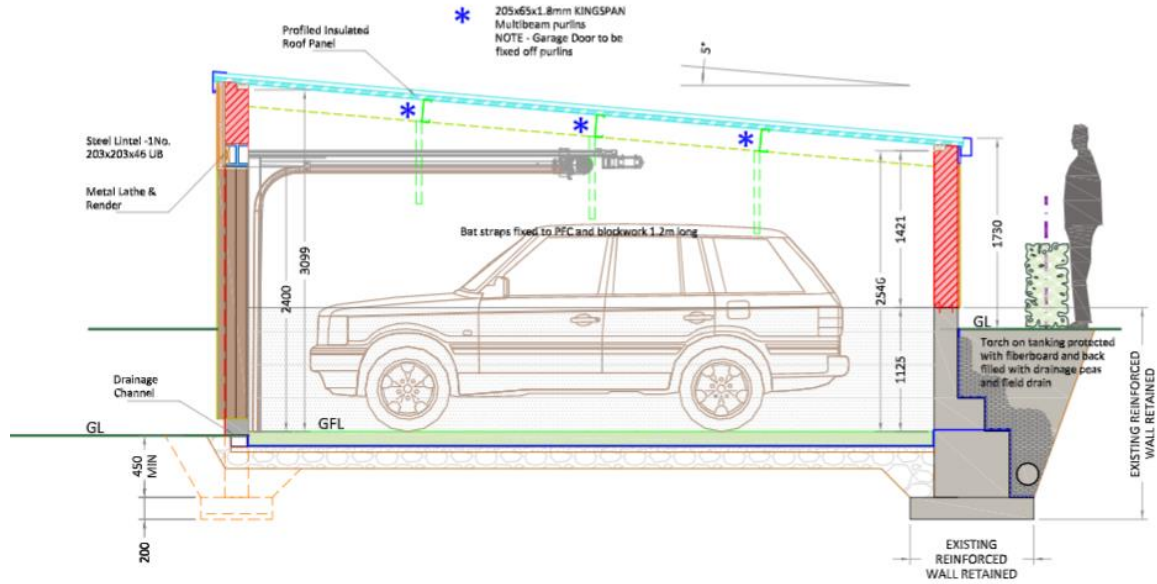 205x65x1.8mm KINGSPAN
Multibeam purlins
NOTE - Garage Door to be
fixed off purlins
Profiled Insulated
Roof Panel
5°
Steel Lintel -1No.
203x203x46 UB
Metal Lathe &
Render
Bat straps fixed to PFC and blockwork 1.2m long
2400
3099
2546
1421
1125
1730
GL
Torch on tanking protected
with fiberboard and back
filled with drainage peas
and field drain
Drainage
Channel
GL
GFL
450
MIN
200
EXISTING REINFORCED
WALL RETAINED
EXISTING
REINFORCED
WALL RETAINED